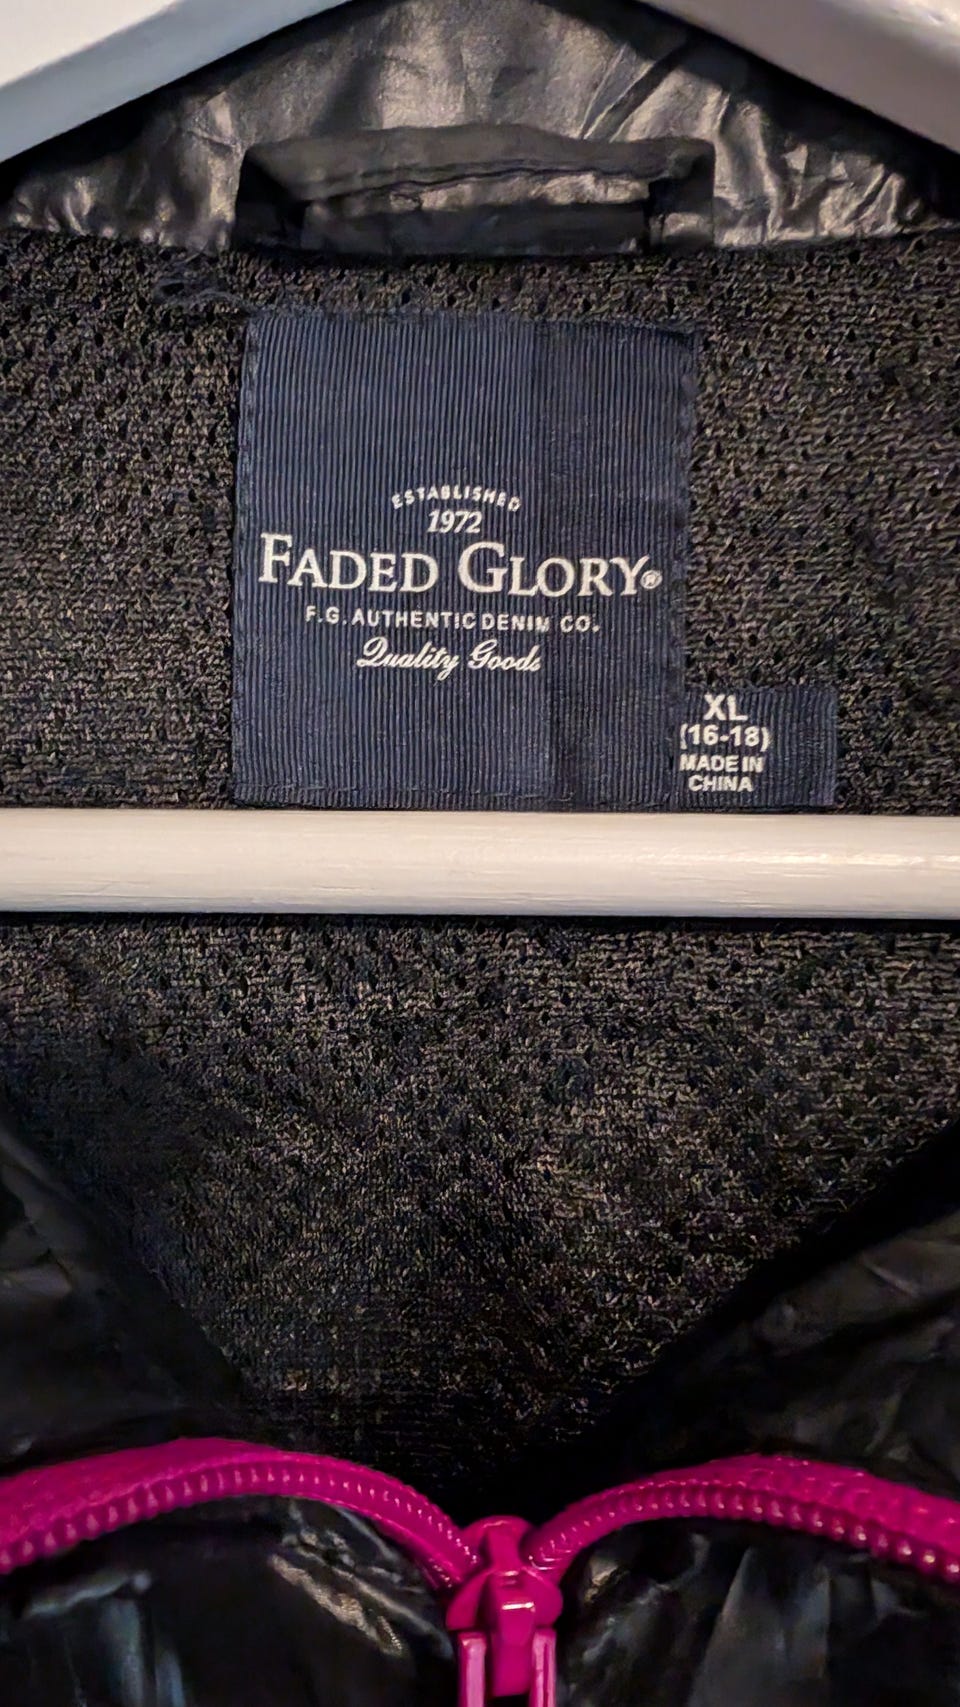 ESTABLISHED
1972
FADED GLORY®
F.G. AUTHENTIC DENIM CO.
Quality Goods
XL
(16-18)
MADE IN
CHINA